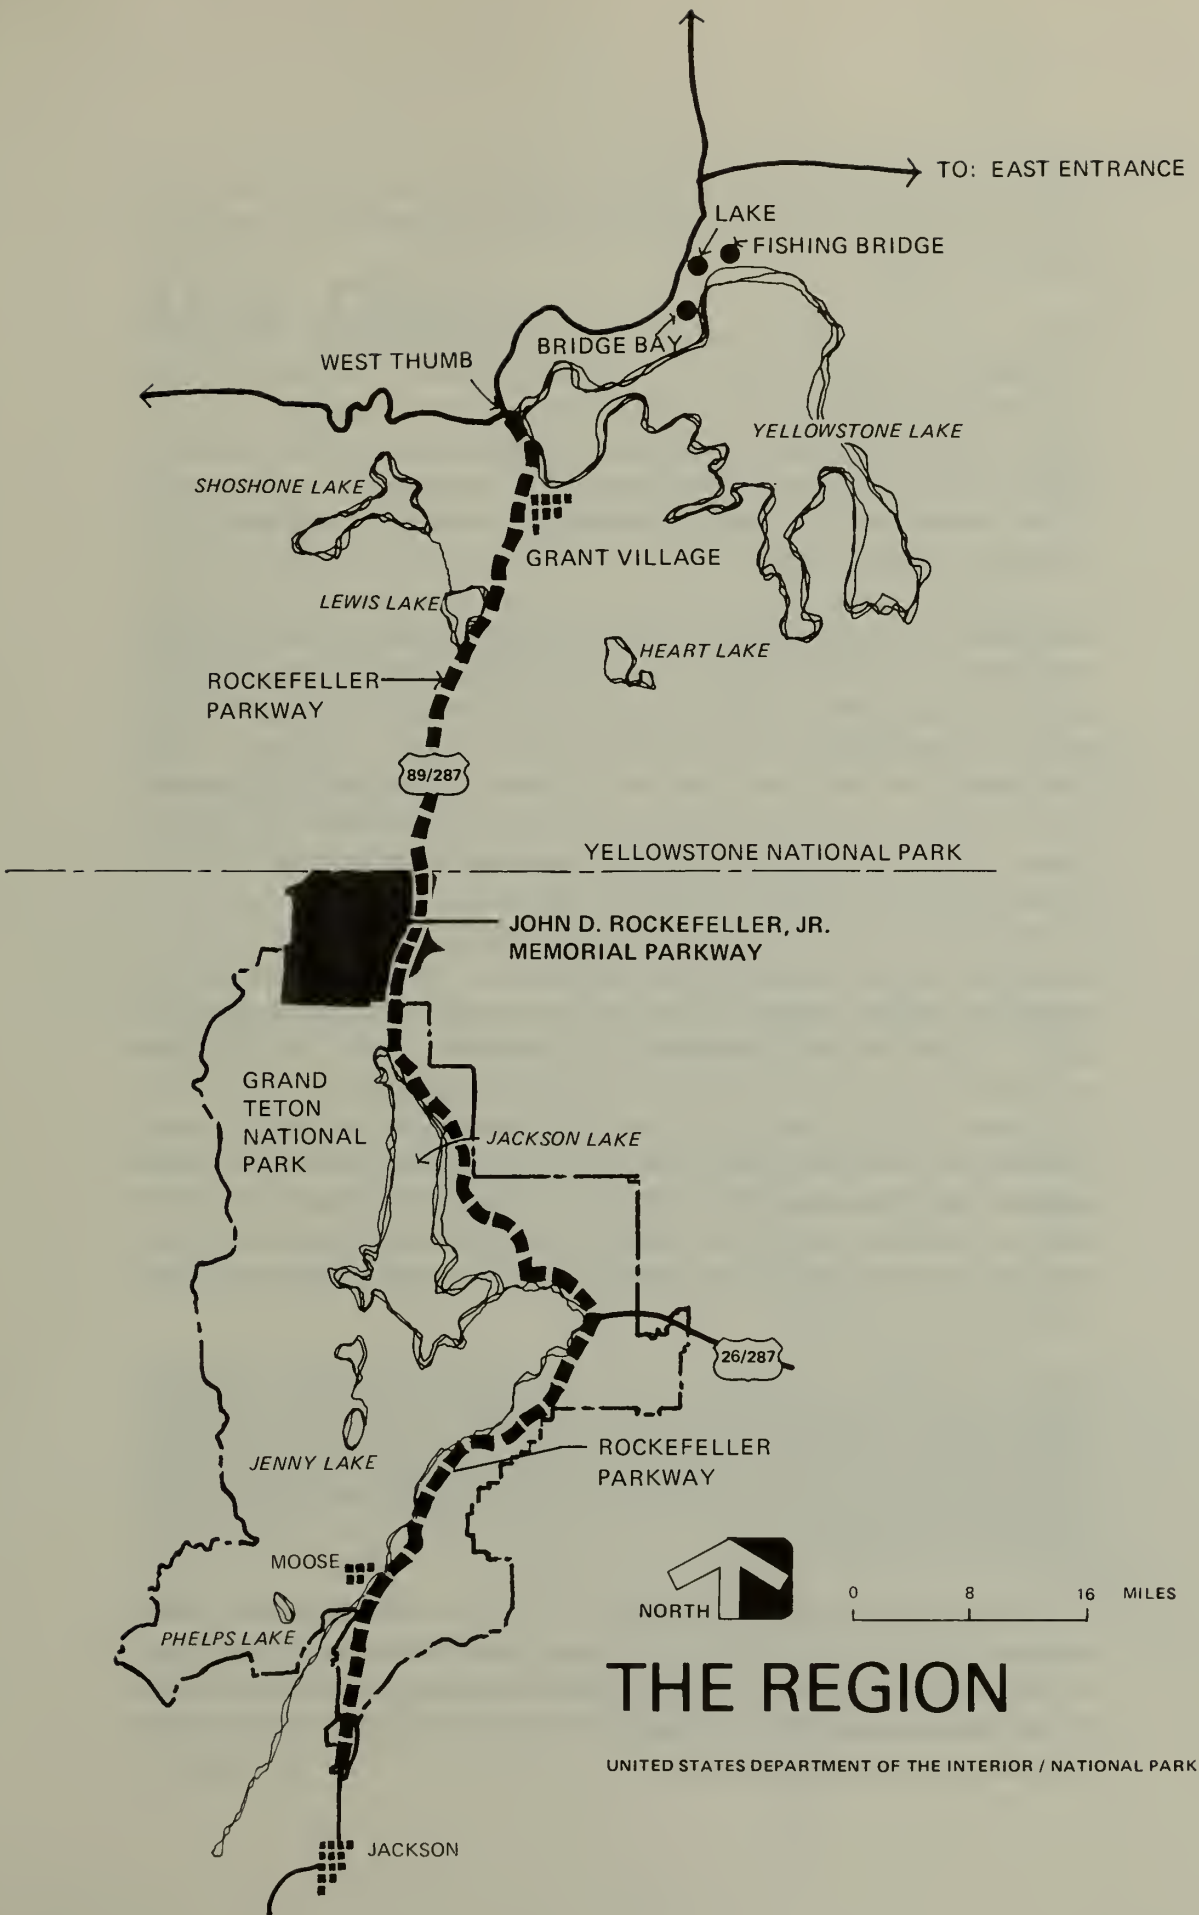 TO: EAST ENTRANCE
LAKE
FISHING BRIDGE
BRIDGE BAY
WEST THUMB
YELLOWSTONE LAKE
SHOSHONE LAKE
GRANT VILLAGE
LEWIS LAKE
HEART LAKE
ROCKEFELLER
PARKWAY
89/287
YELLOWSTONE NATIONAL PARK
JOHN D. ROCKEFELLER, JR.
MEMORIAL PARKWAY
GRAND
TETON
NATIONAL
PARK
JACKSON LAKE
26/287
JENNY LAKE
ROCKEFELLER
PARKWAY
MOOSE
NORTH
0 8 16 MILES
PHELPS LAKE
THE REGION
UNITED STATES DEPARTMENT OF THE INTERIOR / NATIONAL PARK
JACKSON